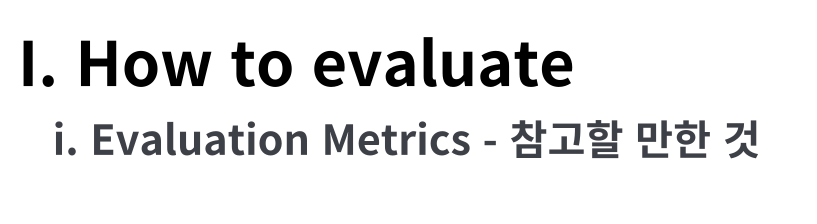 I. How to evaluate
i. Evaluation Metrics - 참고할 만한 것